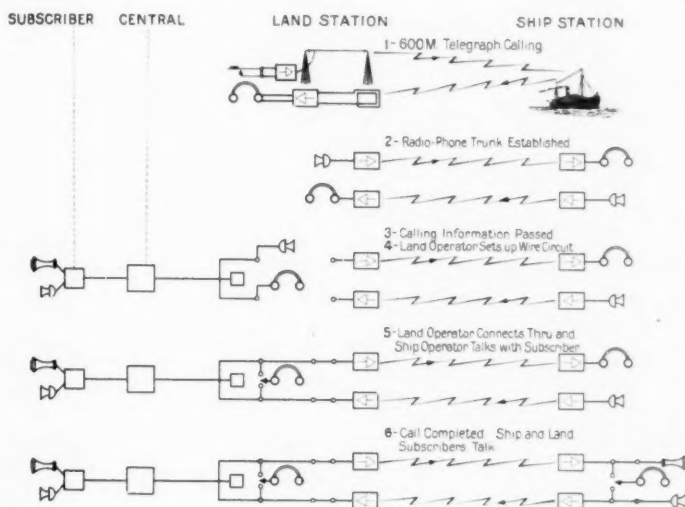 SUBSCRIBER CENTRAL LAND STATION SHIP STATION
1-600 M. Telegraph Calling
2- Radio-Phone Trunk Established
3- Calling Information Passed
4- Land Operator Sets up Wire Circuit
5- Land Operator Connects Thru and
Ship Operator Talks with Subscriber
6- Call Completed Ship and Land
Subscribers Talk